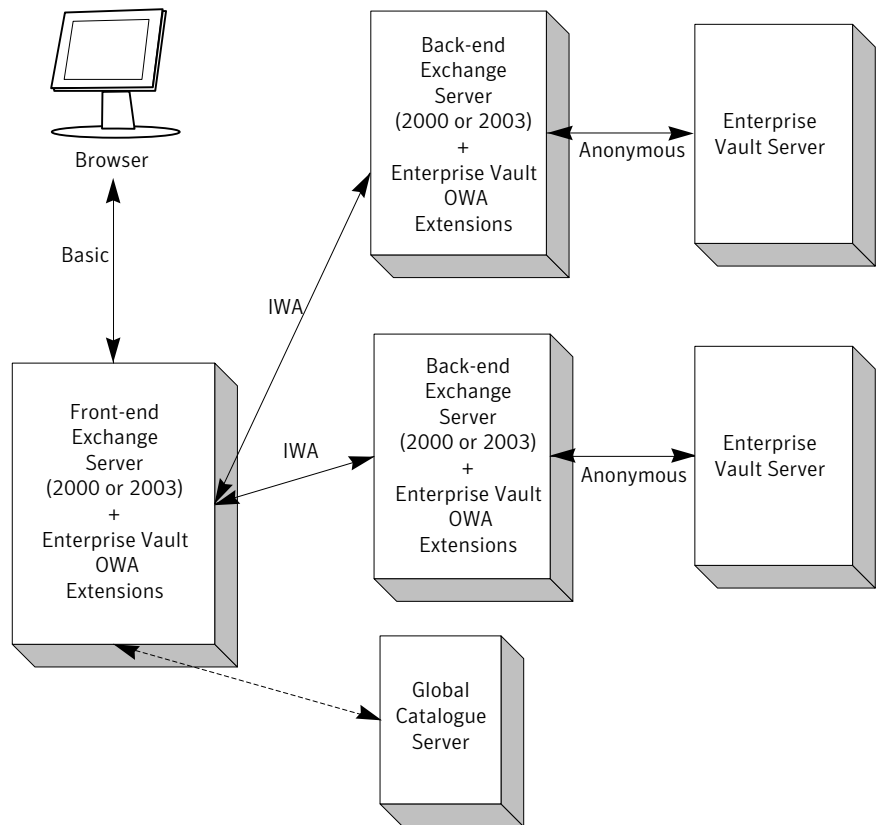 Browser
Basic
Front-end
Exchange
Server
(2000 or 2003)
+
Enterprise Vault
OWA
Extensions
IWA
IWA
Back-end
Exchange
Server
(2000 or 2003)
+
Enterprise Vault
OWA
Extensions
Anonymous
Enterprise
Vault Server
Back-end
Exchange
Server
(2000 or 2003)
+
Enterprise Vault
OWA
Extensions
Anonymous
Enterprise
Vault Server
Global
Catalogue
Server